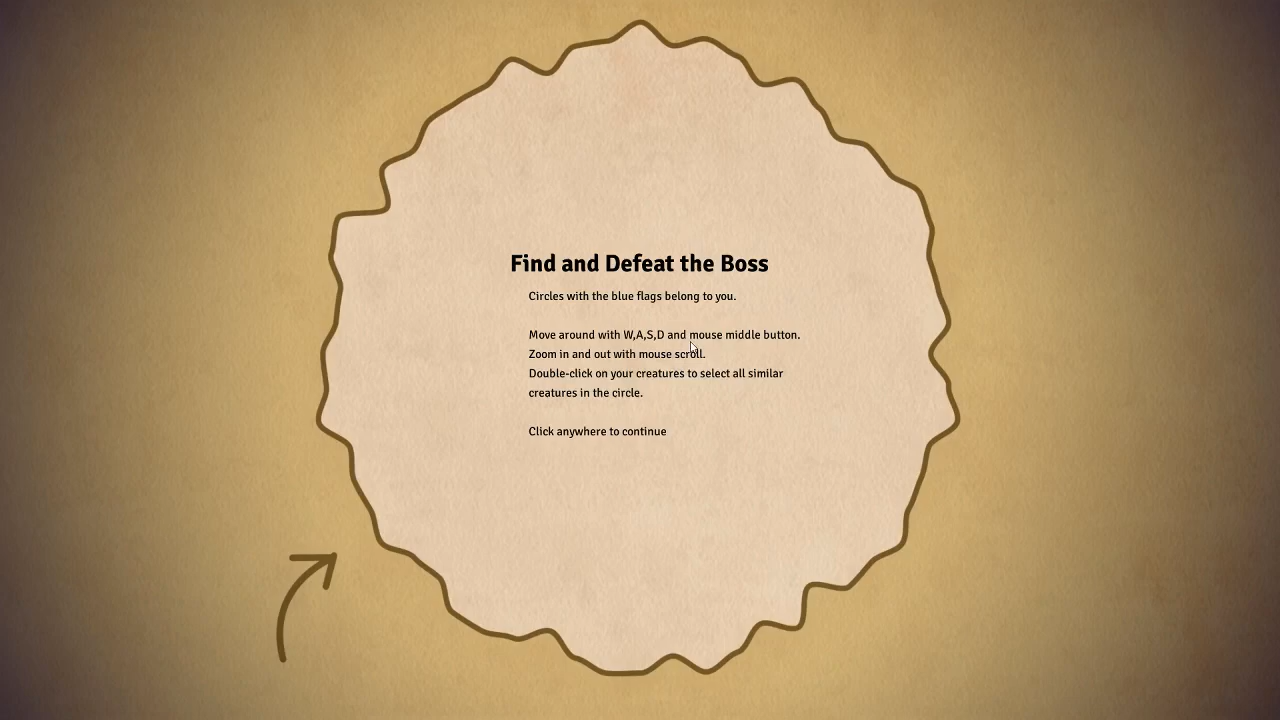 Find and Defeat the Boss
Circles with the blue flags belong to you.
Move around with W,A,S,D and mouse middle button.
Zoom in and out with mouse scroll.
Double-click on your creatures to select all similar
creatures in the circle.
Click anywhere to continue